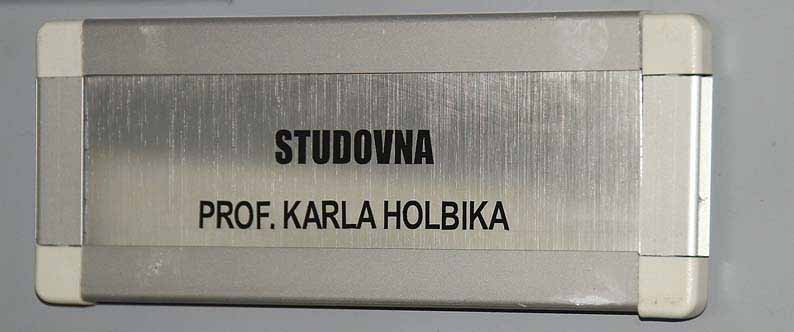 STUDOVNA
PROF. KARLA HOLBIKA